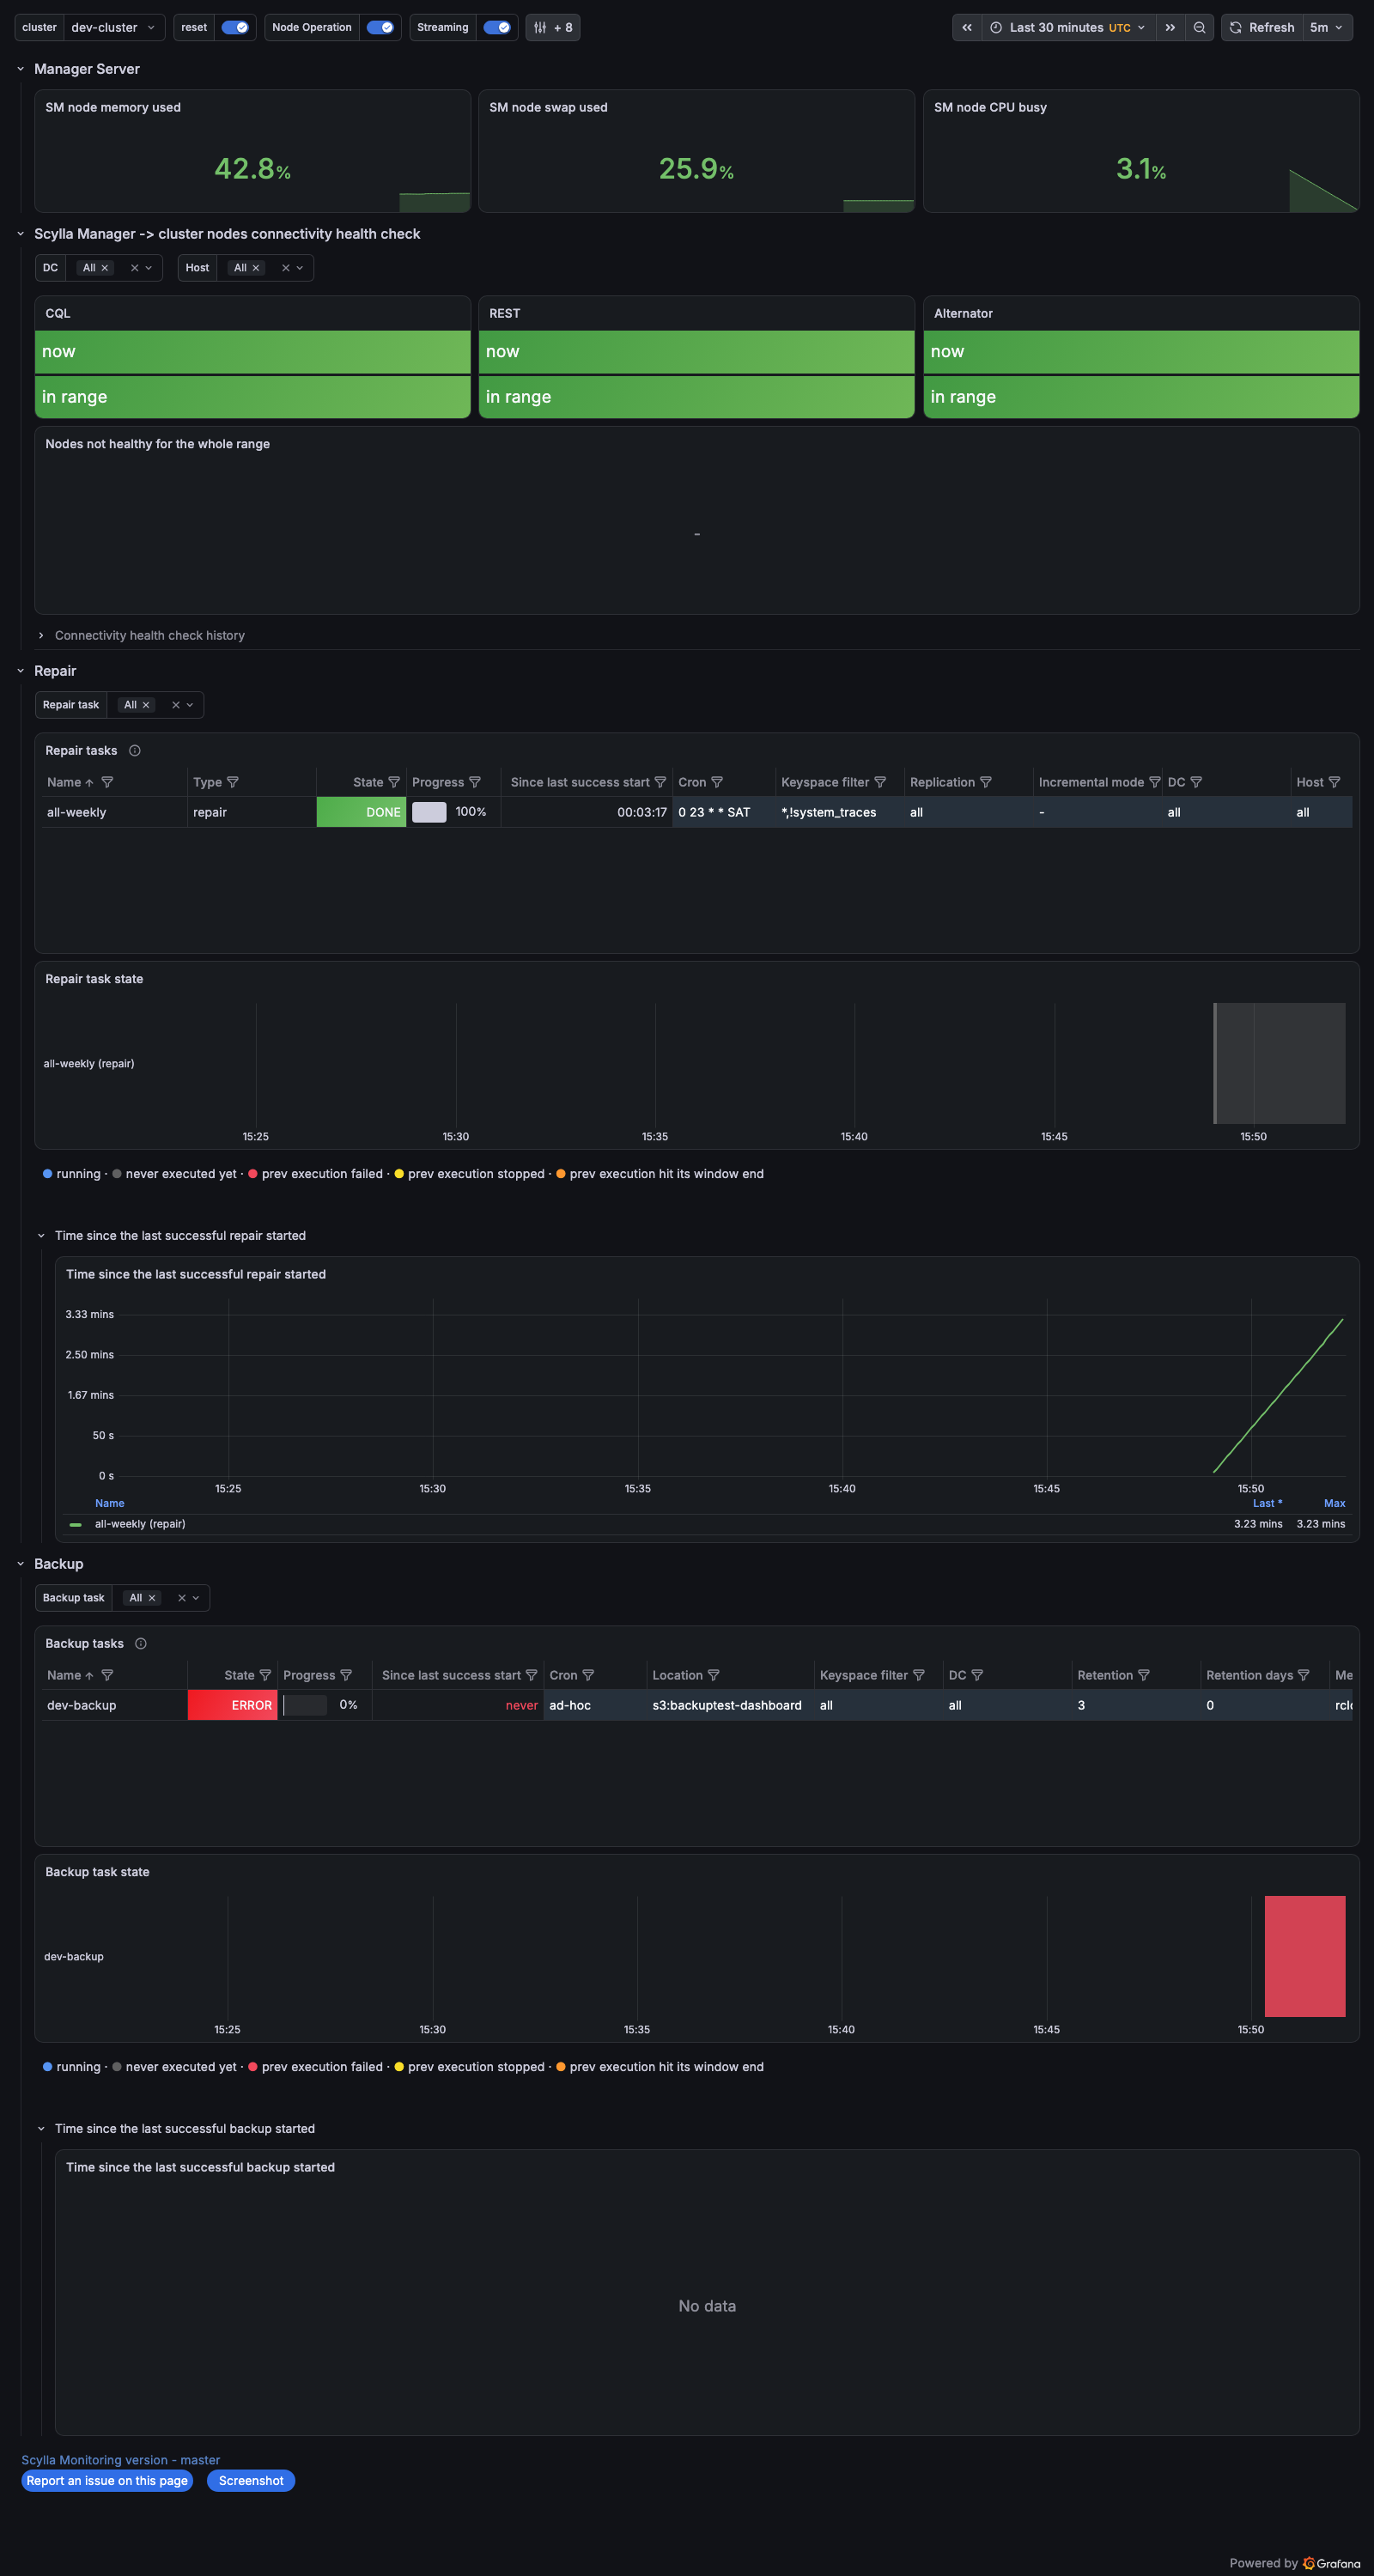 cluster dev-cluster reset Node Operation Streaming + 8 Last 30 minutes UTC Refresh 5m
Manager Server
SM node memory used SM node swap used SM node CPU busy
42.8% 25.9% 3.1%
Scylla Manager -> cluster nodes connectivity health check
DC All Host All
CQL REST Alternator
now now now
in range in range in range
Nodes not healthy for the whole range
-
Connectivity health check history
Repair
Repair task All
Repair tasks
Name Type State Progress Since last success start Cron Keyspace filter Replication Incremental mode DC Host
all-weekly repair DONE 100% 00:03:17 0 23 * * SAT *,!system_traces all - all all
Repair task state
all-weekly (repair)
15:25 15:30 15:35 15:40 15:45 15:50
running · never executed yet · prev execution failed · prev execution stopped · prev execution hit its window end
Time since the last successful repair started
Time since the last successful repair started
3.33 mins
2.50 mins
1.67 mins
50 s
0 s
15:25 15:30 15:35 15:40 15:45 15:50
Name Last * Max
all-weekly (repair) 3.23 mins 3.23 mins
Backup
Backup task All
Backup tasks
Name State Progress Since last success start Cron Location Keyspace filter DC Retention Retention days Me
dev-backup ERROR 0% never ad-hoc s3:backuptest-dashboard all all 3 0 rclo
Backup task state
dev-backup
15:25 15:30 15:35 15:40 15:45 15:50
running · never executed yet · prev execution failed · prev execution stopped · prev execution hit its window end
Time since the last successful backup started
Time since the last successful backup started
No data
Scylla Monitoring version - master
Report an issue on this page Screenshot
Powered by Grafana